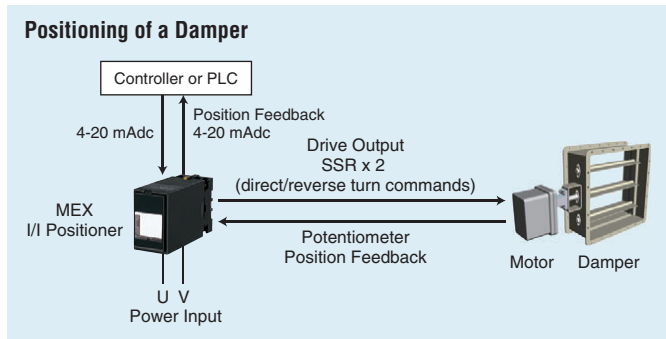 Positioning of a Damper
Controller or PLC
4-20 mAdc
Position Feedback
4-20 mAdc
Drive Output
SSR x 2
(direct/reverse turn commands)
MEX
I/I Positioner
Potentiometer
Position Feedback
Motor
Damper
U V
Power Input